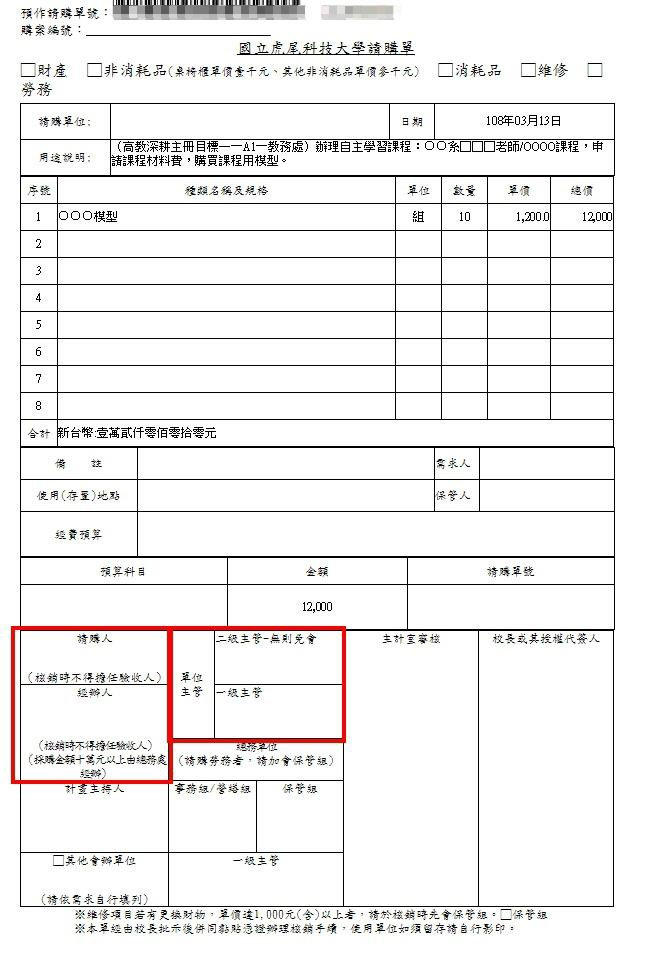 預作請購單號：
購案編號：
國立虎尾科技大學請購單
□財產 □非消耗品(桌椅櫃單價壹千元、其他非消耗品單價參千元) □消耗品 □維修 □
勞務
請購單位: 日期 108年03月13日
用途說明: （高教深耕主冊目標一一A1一教務處）辦理自主學習課程：○○系□□□老師/OOOO課程，申
請課程材料費，購買課程用模型。
序號 種類名稱及規格 單位 數量 單價 總價
1 ○○○模型 組 10 1,200.0 12,000
2
3
4
5
6
7
8
合計 新台幣:壹萬貳仟零佰零拾零元
備 註 需求人
使用(存置)地點 保管人
經費預算
預算科目 金額 請購單號
12,000
請購人
(核銷時不得擔任驗收人)
經辦人
(核銷時不得擔任驗收人)
(採購金額十萬元以上由總務處
經辦)
單位
主管
二級主管-無則免會
一級主管
主計室審核
校長或其授權代簽人
總務單位
(請購勞務者，請加會保管組)
計畫主持人 事務組/營繕組 保管組
□其他會辦單位
(請依需求自行填列)
一級主管
※維修項目若有更換財物，單價達1,000元(含)以上者，請於核銷時先會保管組。□保管組
※本單經由校長批示後併同黏貼憑證辦理核銷手續，使用單位如須留存請自行影印。